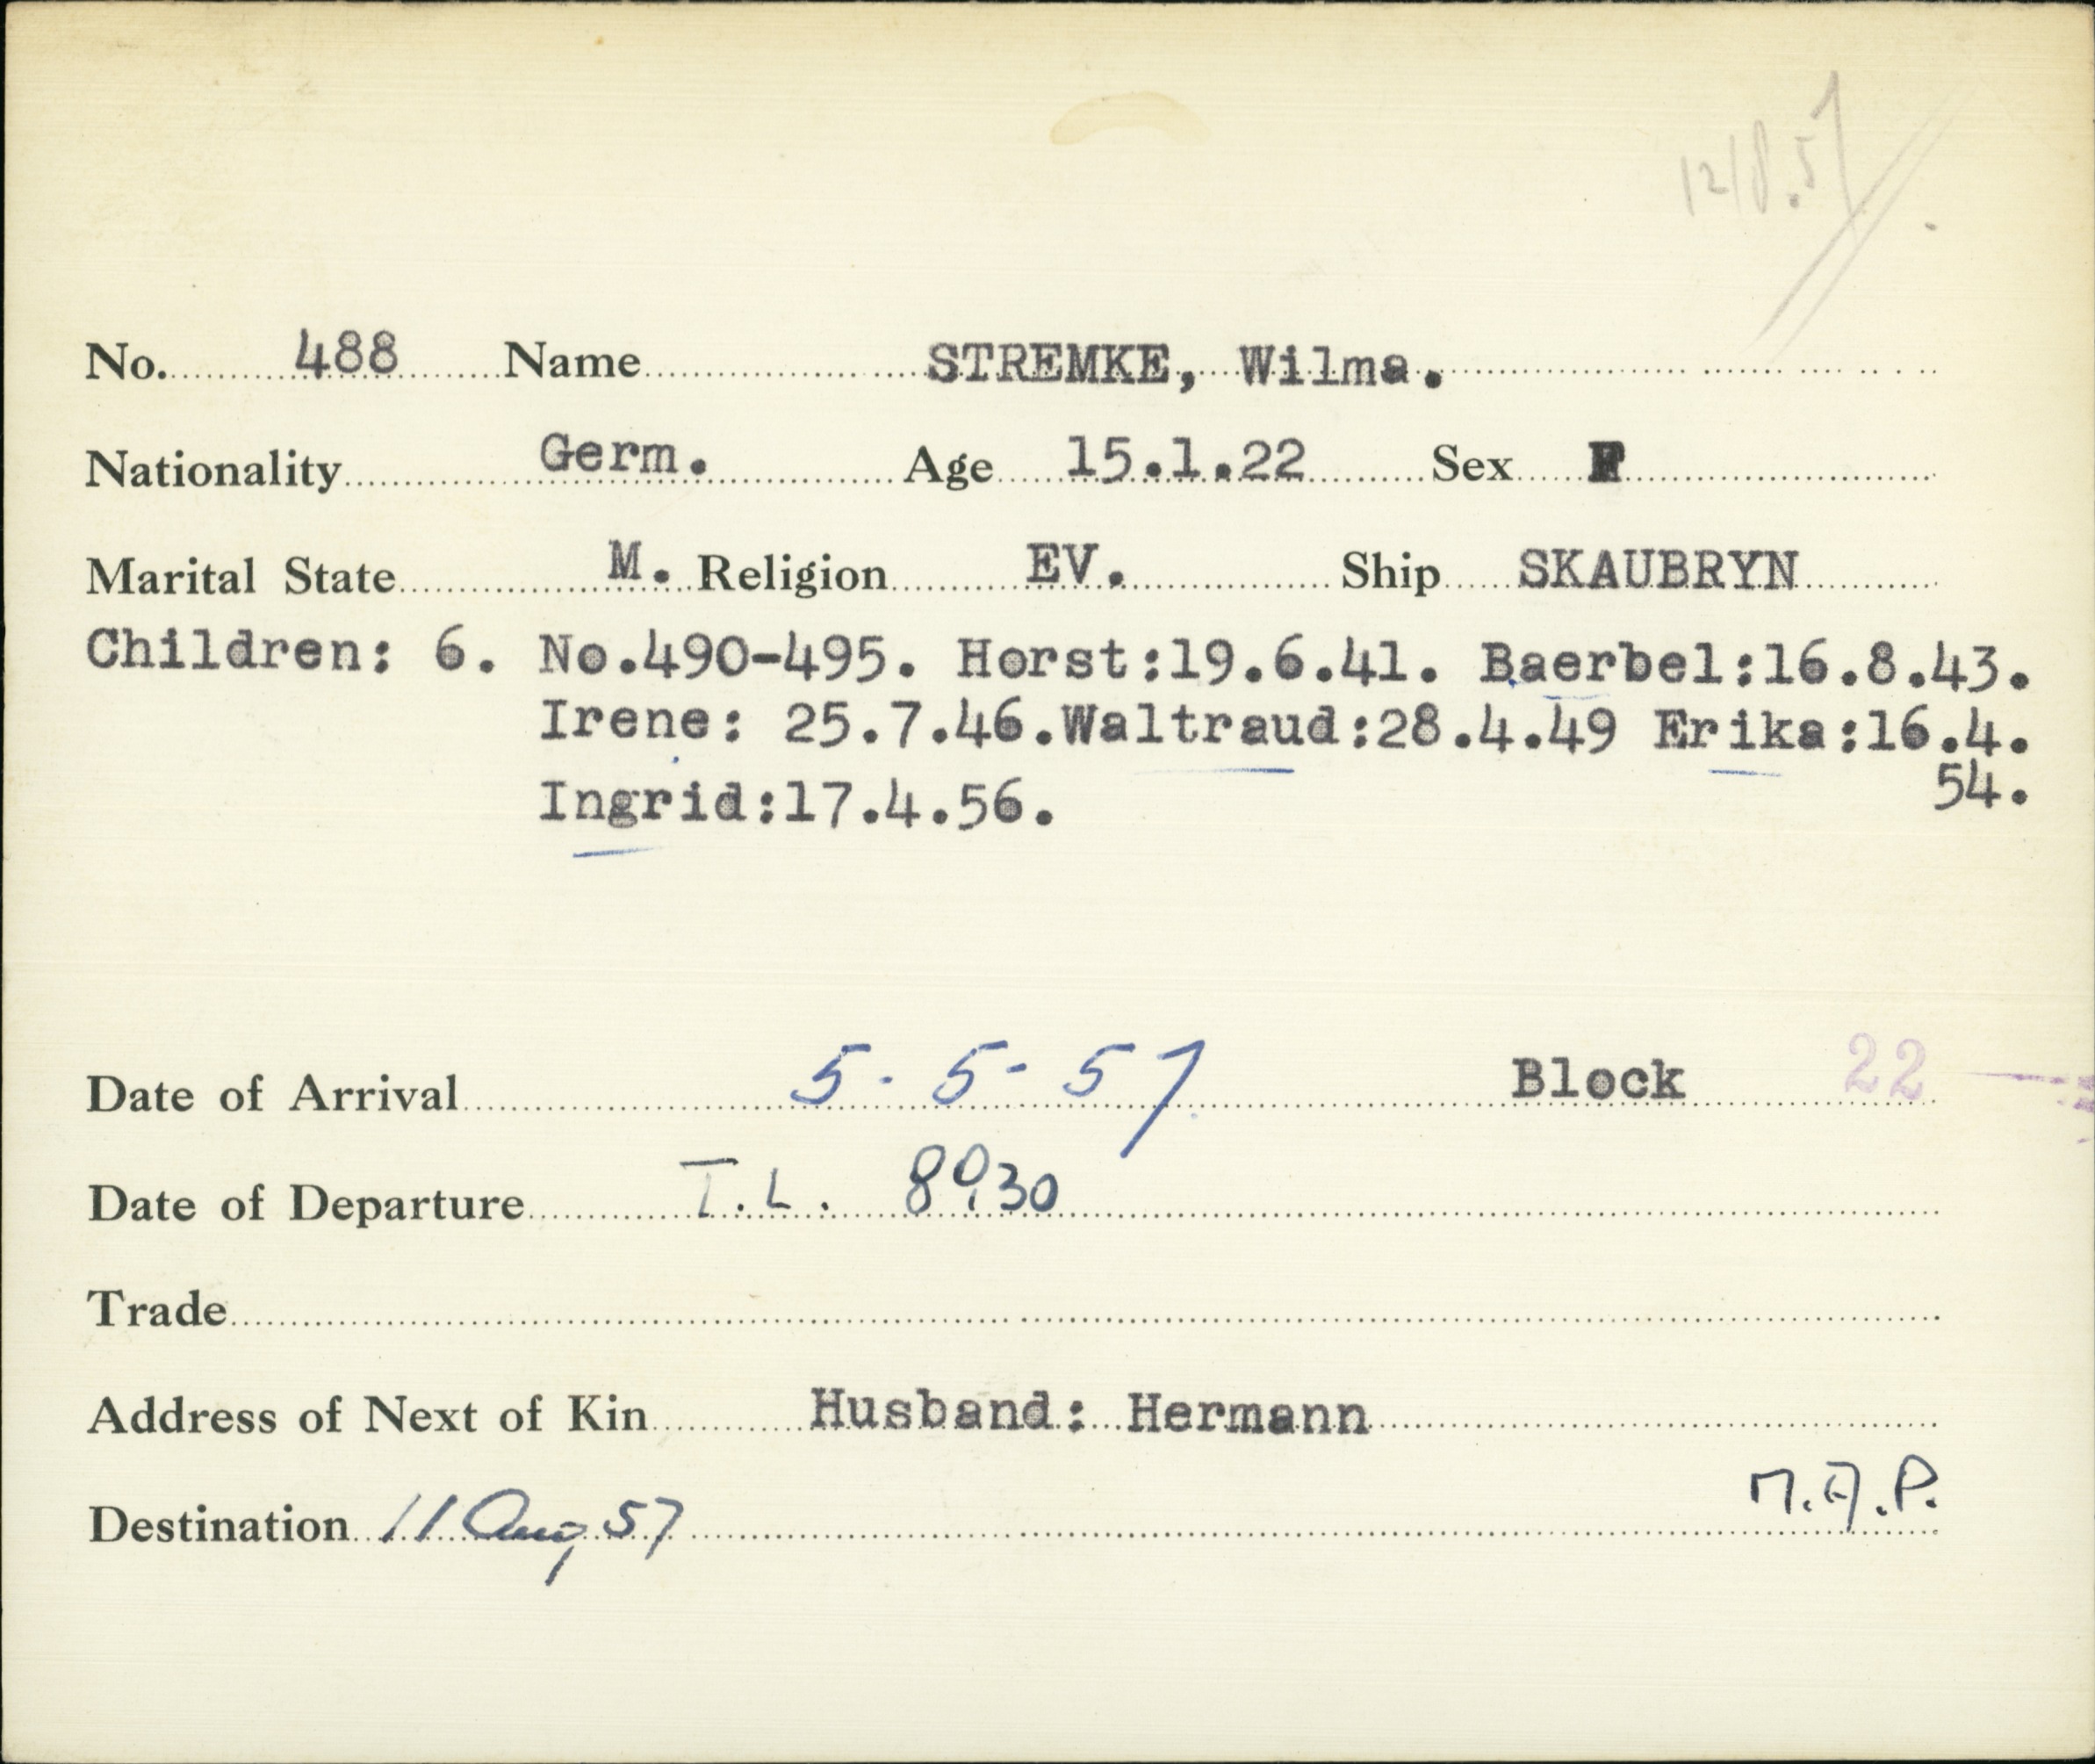 12/8.57
No. 488 Name STREMKE, Wilma.
Nationality Germ. Age 15.1.22 Sex F
Marital State M. Religion EV. Ship SKAUBRYN
Children: 6. No.490-495. Horst:19.6.41. Baerbel:16.8.43.
Irene: 25.7.46.Waltraud:28.4.49 Erika:16.4.
54.
Ingrid:17.4.56.
Date of Arrival 5-5-57 Block 22
Date of Departure T.L. 80,30
Trade
Address of Next of Kin Husband: Hermann
M.A.P.
Destination 11 Aug 57